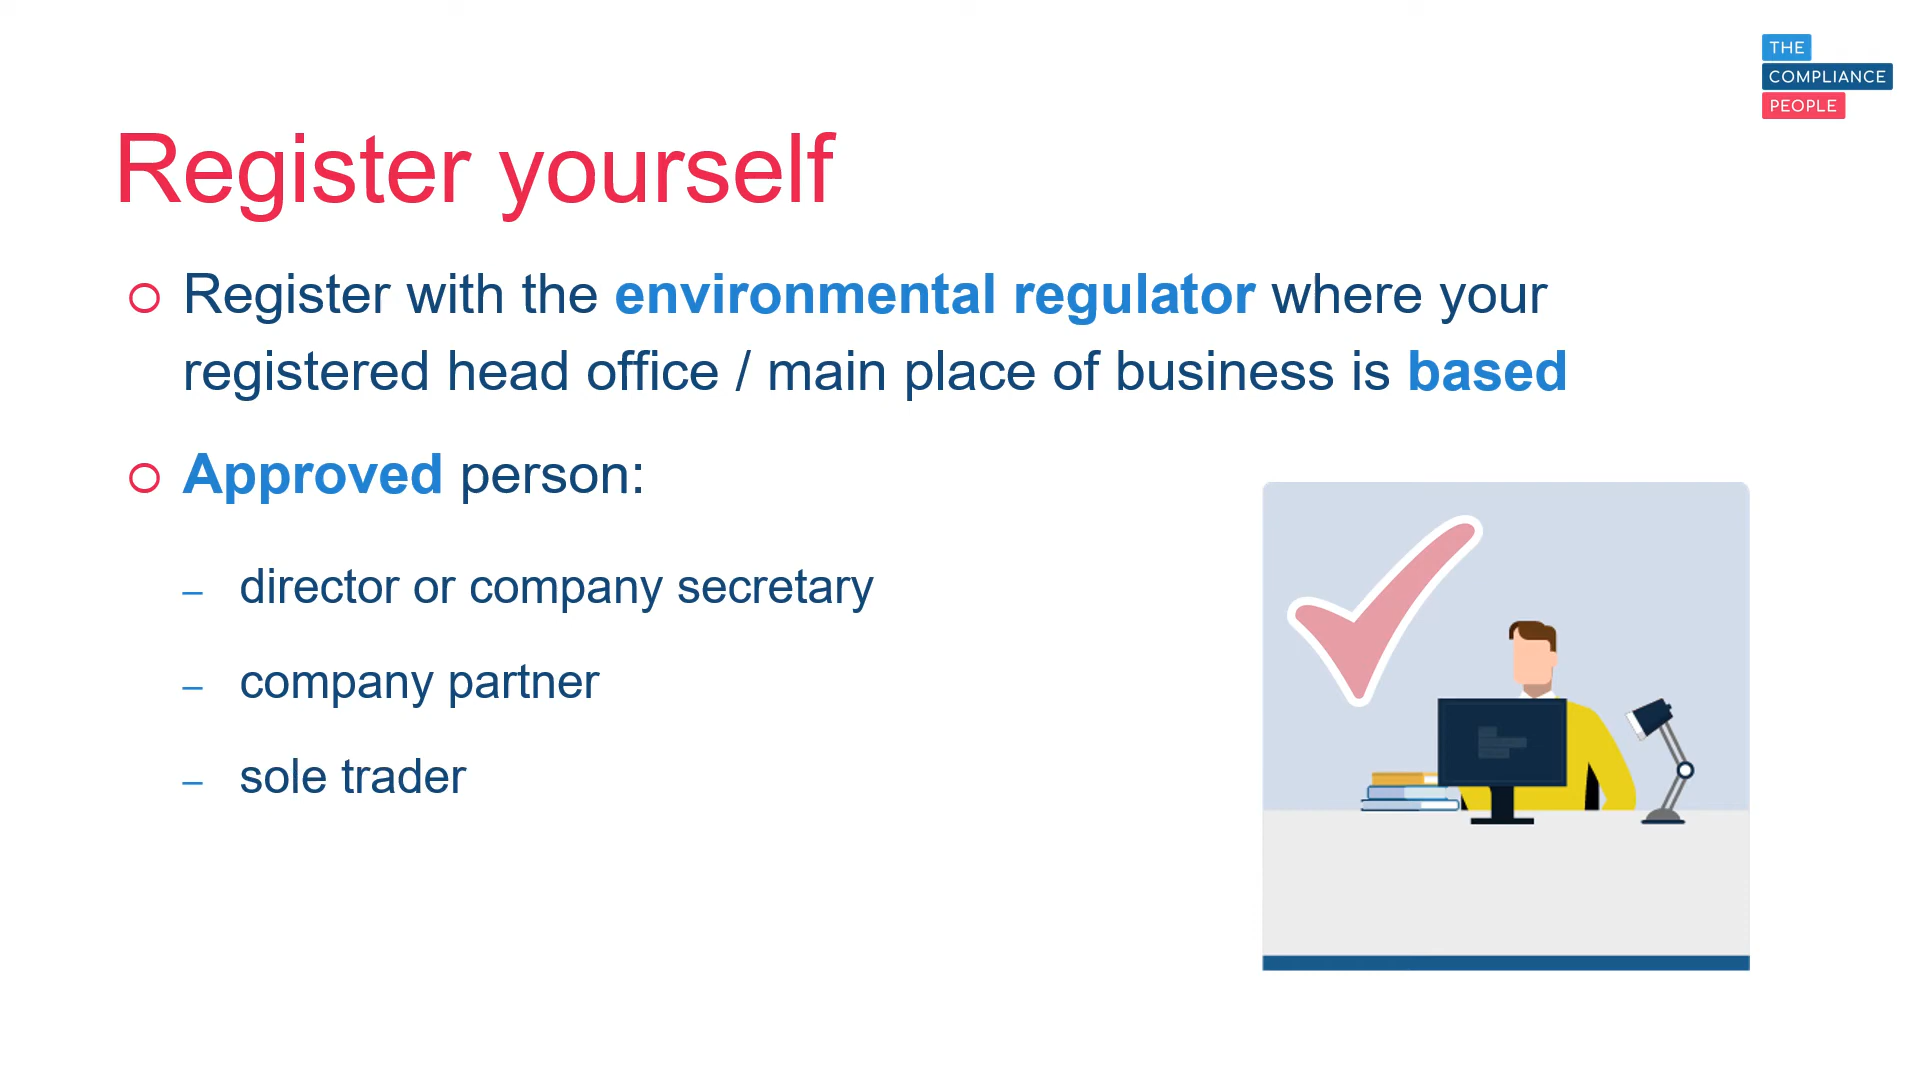 THE
COMPLIANCE
PEOPLE
Register yourself
Register with the environmental regulator where your
registered head office / main place of business is based
Approved person:
– director or company secretary
– company partner
– sole trader